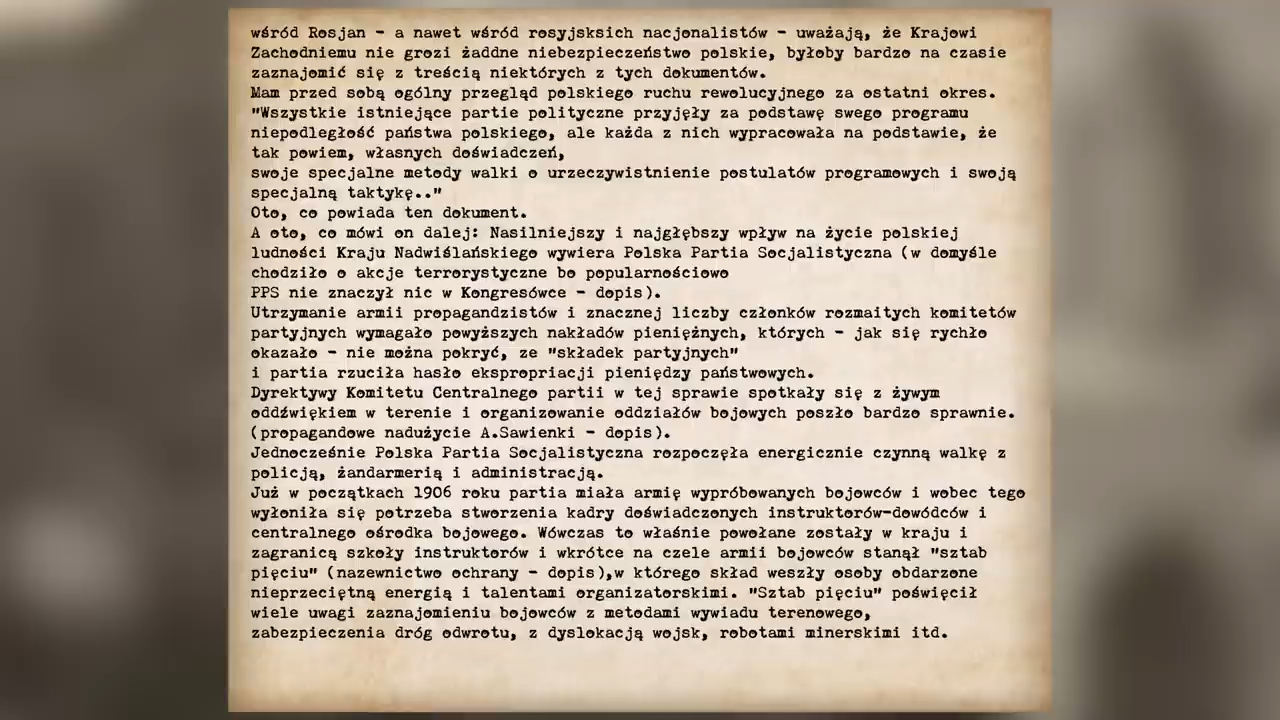 wśród Rosjan - a nawet wśród rosyjsksich nacjonalistów - uważają, że Krajowi
Zachodniemu nie grozi żaddne niebezpieczeństwo polskie, byłoby bardzo na czasie
zaznajomić się z treścią niektórych z tych dokumentów.
Mam przed sobą ogólny przegląd polskiego ruchu rewolucyjnego za ostatni okres.
"Wszystkie istniejące partie polityczne przyjęły za podstawę swego programu
niepodległość państwa polskiego, ale każda z nich wypracowała na podstawie, że
tak powiem, własnych doświadczeń,
swoje specjalne metody walki o urzeczywistnienie postulatów programowych i swoją
specjalną taktykę.."
Oto, co powiada ten dokument.
A oto, co mówi on dalej: Nasilniejszy i najgłębszy wpływ na życie polskiej
ludności Kraju Nadwiślańskiego wywiera Polska Partia Socjalistyczna (w domyśle
chodziło o akcje terrorystyczne bo popularnościowo
PPS nie znaczył nic w Kongresówce - dopis).
Utrzymanie armii propagandzistów i znacznej liczby członków rozmaitych komitetów
partyjnych wymagało powyższych nakładów pieniężnych, których - jak się rychło
okazało - nie można pokryć, ze "składek partyjnych"
i partia rzuciła hasło ekspropriacji pieniędzy państwowych.
Dyrektywy Komitetu Centralnego partii w tej sprawie spotkały się z żywym
oddźwiękiem w terenie i organizowanie oddziałów bojowych poszło bardzo sprawnie.
(propagandowe nadużycie A.Sawienki - dopis).
Jednocześnie Polska Partia Socjalistyczna rozpoczęła energicznie czynną walkę z
policją, żandarmerią i administracją.
Już w początkach 1906 roku partia miała armię wypróbowanych bojowców i wobec tego
wyłoniła się potrzeba stworzenia kadry doświadczonych instruktorów-dowódców i
centralnego ośrodka bojowego. Wówczas to właśnie powołane zostały w kraju i
zagranicą szkoły instruktorów i wkrótce na czele armii bojowców stanął "sztab
pięciu" (nazewnictwo ochrany - dopis),w którego skład weszły osoby obdarzone
nieprzeciętną energią i talentami organizatorskimi. "Sztab pięciu" poświęcił
wiele uwagi zaznajomieniu bojowców z metodami wywiadu terenowego,
zabezpieczenia dróg odwrotu, z dyslokacją wojsk, robotami minerskimi itd.